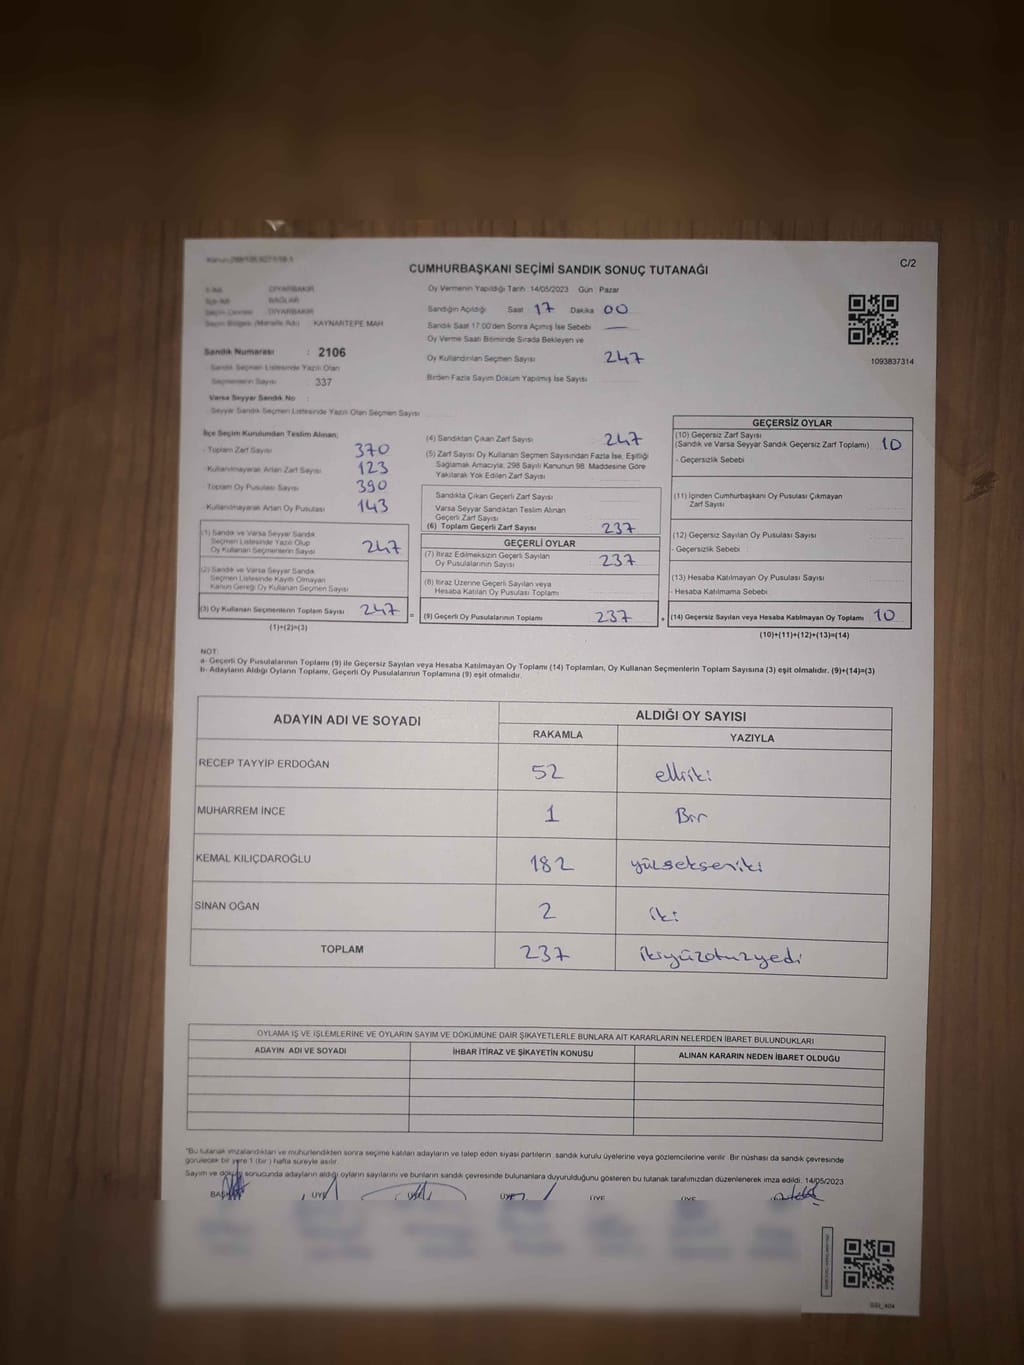 C/2
CUMHURBAŞKANI SEÇİMİ SANDIK SONUÇ TUTANAĞI
DİYARBAKIR
BAĞLAR
DİYARBAKIR
KAYNARTEPE MAH
Sandık Numarası : 2106
Sandık Seçmen Listesinde Yazılı Olan
Seçmenlerin Sayısı 337
Varsa Seyyar Sandık No :
Seyyar Sandık Seçmen Listesinde Yazılı Olan Seçmen Sayısı
Oy Vermenin Yapıldığı Tarih :14/05/2023 Gün Pazar
Sandığın Açıldığı Saat 17 Dakika 00
Sandık Saat 17:00'den Sonra Açımış İse Sebebi —
Oy Verme Saati Bitiminde Sırada Bekleyen ve
Oy Kullandırılan Seçmen Sayısı 247
Birden Fazla Sayım Döküm Yapılmış İse Sayısı
1093837314
İlçe Seçim Kurulundan Teslim Alınan;
- Toplam Zarf Sayısı 370
- Kullanılmayarak Artan Zarf Sayısı 123
- Toplam Oy Pusulası Sayısı 390
- Kullanılmayarak Artan Oy Pusulası 143
(1) Sandık ve Varsa Seyyar Sandık
Seçmen Listesinde Yazılı Olup
Oy Kullanan Seçmenlerin Sayısı 247
(2) Sandık ve Varsa Seyyar Sandık
Seçmen Listesinde Kayıtlı Olmayan
Kanun Gereği Oy Kullanan Seçmen Sayısı
(3) Oy Kullanan Seçmenlerin Toplam Sayısı 247
(1)+(2)=(3)
(4) Sandıktan Çıkan Zarf Sayısı 247
(5) Zarf Sayısı Oy Kullanan Seçmen Sayısından Fazla İse, Eşitliği
Sağlamak Amacıyla; 298 Sayılı Kanunun 98. Maddesine Göre
Yakılarak Yok Edilen Zarf Sayısı
Sandıkta Çıkan Geçerli Zarf Sayısı
Varsa Seyyar Sandıktan Teslim Alınan
Geçerli Zarf Sayısı
(6) Toplam Geçerli Zarf Sayısı 237
GEÇERLİ OYLAR
(7) İtiraz Edilmeksizin Geçerli Sayılan
Oy Pusulalarının Sayısı 237
(8) İtiraz Üzerine Geçerli Sayılan veya
Hesaba Katılan Oy Pusulası Toplamı
= (9) Geçerli Oy Pusulalarının Toplamı 237 +
GEÇERSİZ OYLAR
(10) Geçersiz Zarf Sayısı
(Sandık ve Varsa Seyyar Sandık Geçersiz Zarf Toplamı) 10
- Geçersizlik Sebebi
(11) İçinden Cumhurbaşkanı Oy Pusulası Çıkmayan
Zarf Sayısı
(12) Geçersiz Sayılan Oy Pusulası Sayısı
- Geçersizlik Sebebi
(13) Hesaba Katılmayan Oy Pusulası Sayısı
- Hesaba Katılmama Sebebi
(14) Geçersiz Sayılan veya Hesaba Katılmayan Oy Toplamı 10
(10)+(11)+(12)+(13)=(14)
NOT:
a- Geçerli Oy Pusulalarının Toplamı (9) ile Geçersiz Sayılan veya Hesaba Katılmayan Oy Toplamı (14) Toplamları, Oy Kullanan Seçmenlerin Toplam Sayısına (3) eşit olmalıdır. (9)+(14)=(3)
b- Adayların Aldığı Oyların Toplamı, Geçerli Oy Pusulalarının Toplamına (9) eşit olmalıdır.
ADAYIN ADI VE SOYADI ALDIĞI OY SAYISI
RAKAMLA YAZIYLA
RECEP TAYYİP ERDOĞAN 52 elliiki
MUHARREM İNCE 1 Bir
KEMAL KILIÇDAROĞLU 182 yülsekseniki
SİNAN OĞAN 2 iki
TOPLAM 237 ikiyüzotuzyedi
OYLAMA İŞ VE İŞLEMLERİNE VE OYLARIN SAYIM VE DÖKÜMÜNE DAİR ŞİKAYETLERLE BUNLARA AİT KARARLARIN NELERDEN İBARET BULUNDUKLARI
ADAYIN ADI VE SOYADI İHBAR İTİRAZ VE ŞİKAYETİN KONUSU ALINAN KARARIN NEDEN İBARET OLDUĞU
"Bu tutanak imzalandıktan ve mühürlendikten sonra seçime katılan adayların ve talep eden siyasi partilerin sandık kurulu üyelerine veya gözlemcilerine verilir. Bir nüshası da sandık çevresinde
görülecek bir yere 1 (bir ) hafta süreyle asılır.
Sayım ve döküm sonucunda adayların aldığı oyların sayılarını ve bunların sandık çevresinde bulunanlara duyurulduğunu gösteren bu tutanak tarafımızdan düzenlenerek imza edildi. 14/05/2023
ÜYE ÜYE ÜYE ÜYE